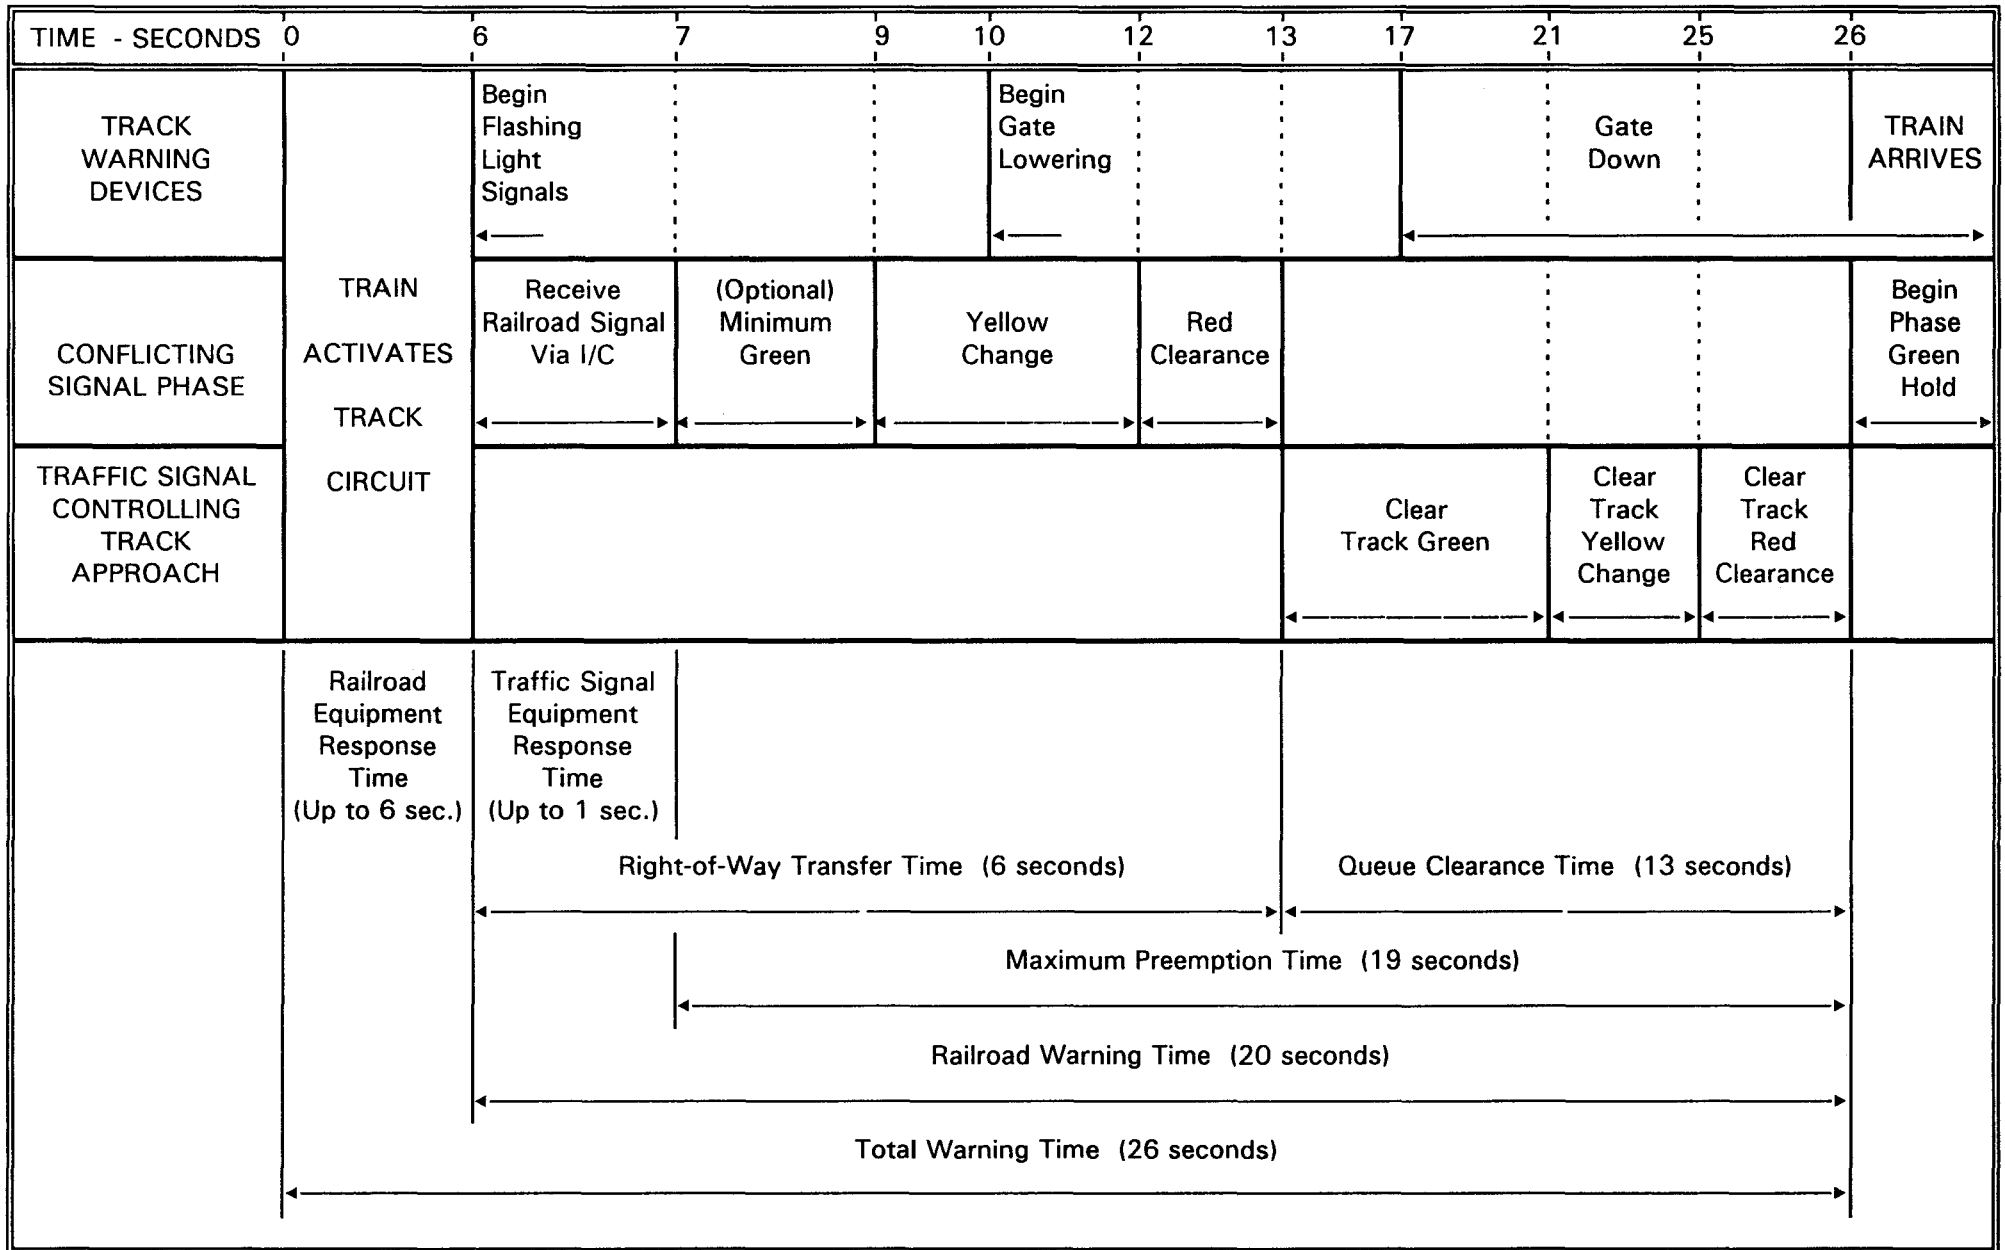 TIME - SECONDS 0 6 7 9 10 12 13 17 21 25 26
TRACK
WARNING
DEVICES
Begin
Flashing
Light
Signals
Begin
Gate
Lowering
Gate
Down
TRAIN
ARRIVES
TRAIN
ACTIVATES
TRACK
CIRCUIT
CONFLICTING
SIGNAL PHASE
Receive
Railroad Signal
Via I/C
(Optional)
Minimum
Green
Yellow
Change
Red
Clearance
Begin
Phase
Green
Hold
TRAFFIC SIGNAL
CONTROLLING
TRACK
APPROACH
Clear
Track Green
Clear
Track
Yellow
Change
Clear
Track
Red
Clearance
Railroad
Equipment
Response
Time
(Up to 6 sec.)
Traffic Signal
Equipment
Response
Time
(Up to 1 sec.)
Right-of-Way Transfer Time (6 seconds)
Queue Clearance Time (13 seconds)
Maximum Preemption Time (19 seconds)
Railroad Warning Time (20 seconds)
Total Warning Time (26 seconds)